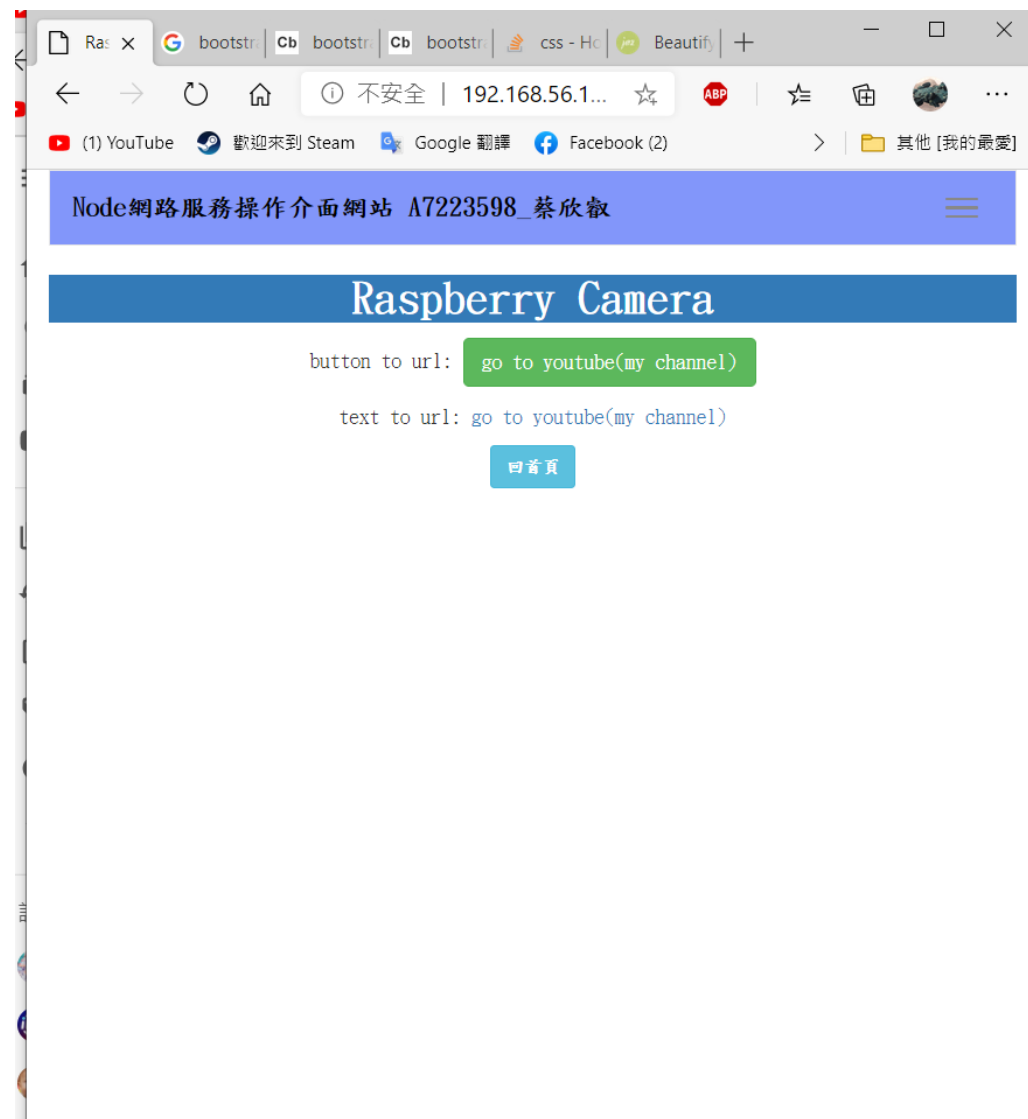 Ras bootstr Cb bootstr Cb bootstr css - Ho Beautify
不安全 192.168.56.1... ABP
(1) YouTube 歡迎來到 Steam Google 翻譯 Facebook (2) 其他 [我的最愛]
Node網路服務操作介面網站 A7223598_蔡欣叡
Raspberry Camera
button to url: go to youtube(my channel)
text to url: go to youtube(my channel)
回首頁